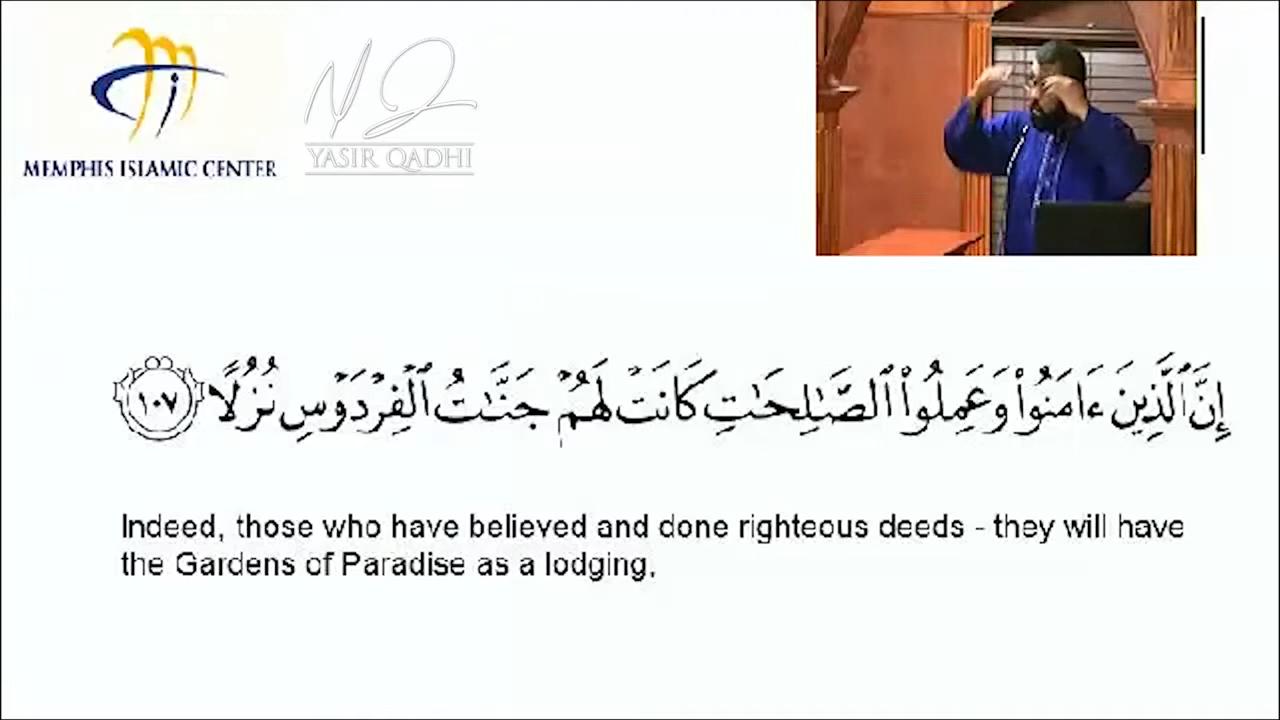 MEMPHIS ISLAMIC CENTER
YASIR QADHI
إِنَّ ٱلَّذِينَ ءَامَنُوا۟ وَعَمِلُوا۟ ٱلصَّـٰلِحَـٰتِ كَانَتْ لَهُمْ جَنَّـٰتُ ٱلْفِرْدَوْسِ نُزُلًا ١٠٧
Indeed, those who have believed and done righteous deeds - they will have
the Gardens of Paradise as a lodging,